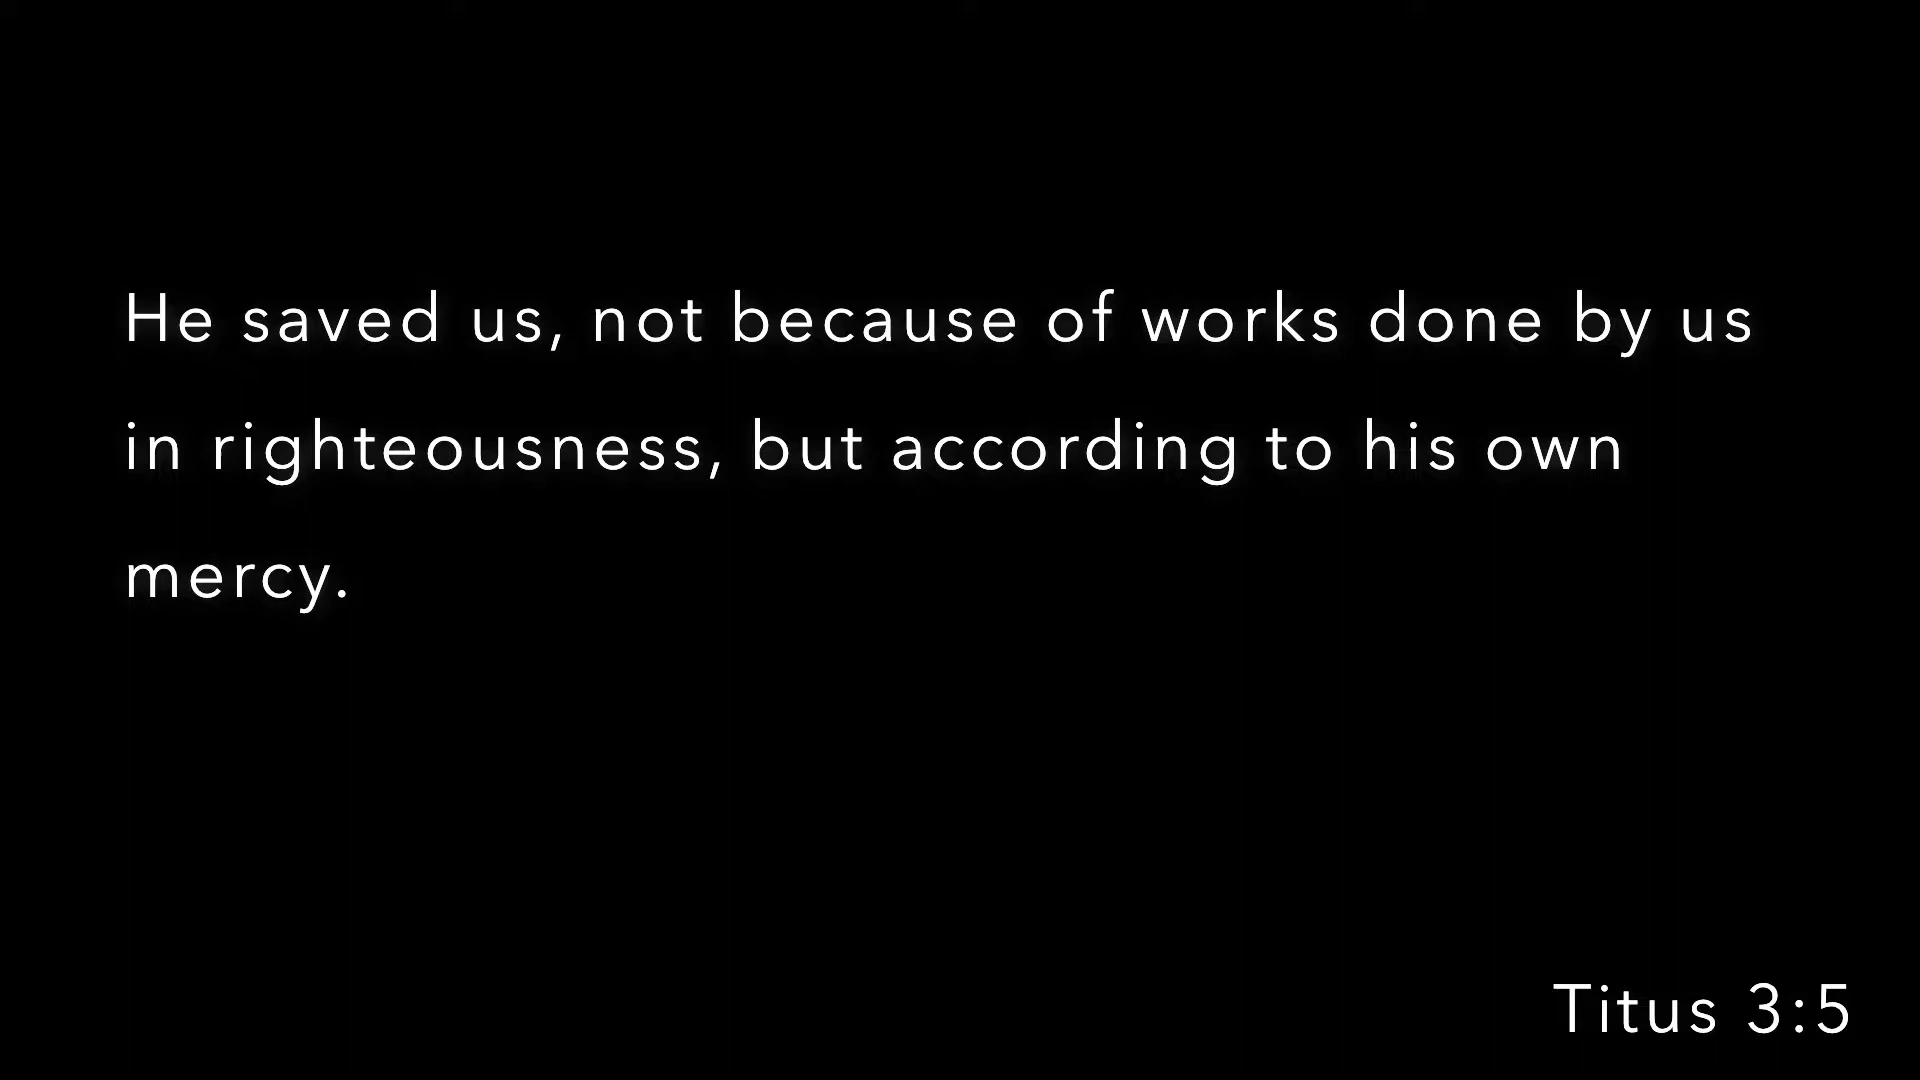 He saved us, not because of works done by us
in righteousness, but according to his own
mercy.
Titus 3:5